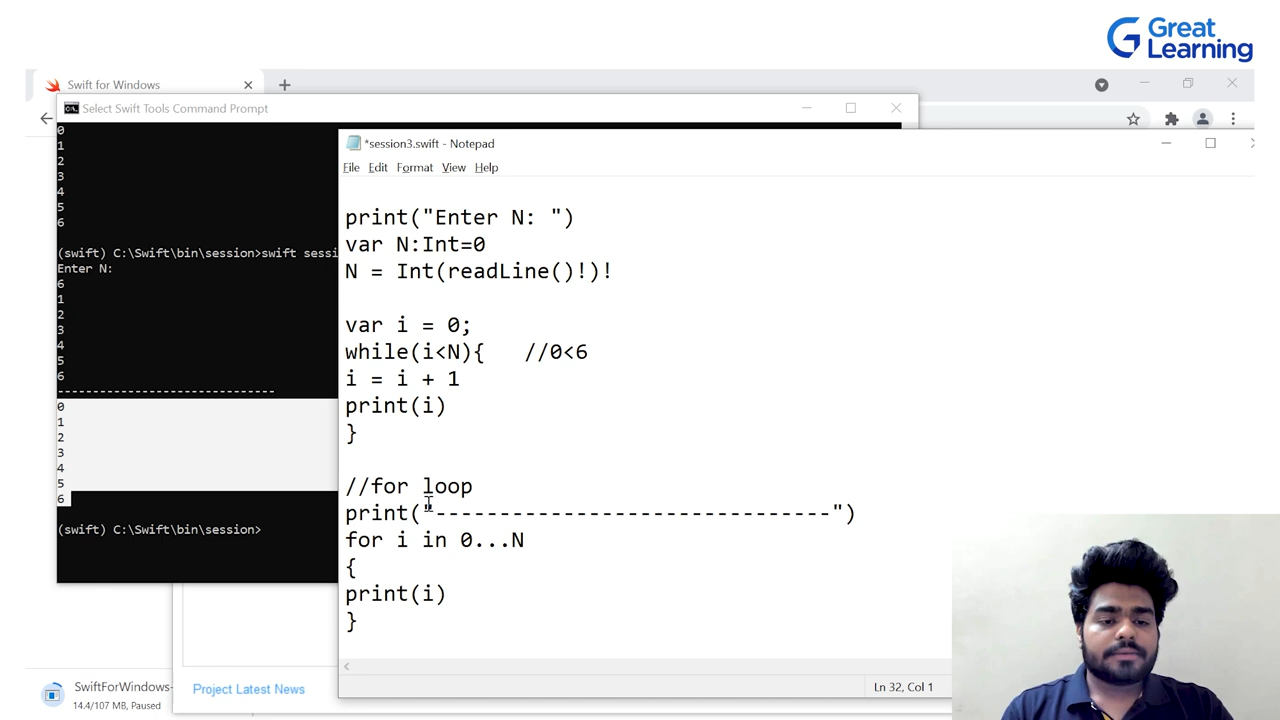 Great
Learning
Swift for Windows
Select Swift Tools Command Prompt
0
1
2
3
4
5
6
(swift) C:\Swift\bin\session>swift sessi
Enter N:
6
1
2
3
4
5
6
------------------------------
0
1
2
3
4
5
6
(swift) C:\Swift\bin\session>
*session3.swift - Notepad
File Edit Format View Help
print("Enter N: ")
var N:Int=0
N = Int(readLine()!)!
var i = 0;
while(i<N){ //0<6
i = i + 1
print(i)
}
//for loop
print("-------------------------------")
for i in 0...N
{
print(i)
}
Ln 32, Col 1
Project Latest News
SwiftForWindows-
14.4/107 MB, Paused